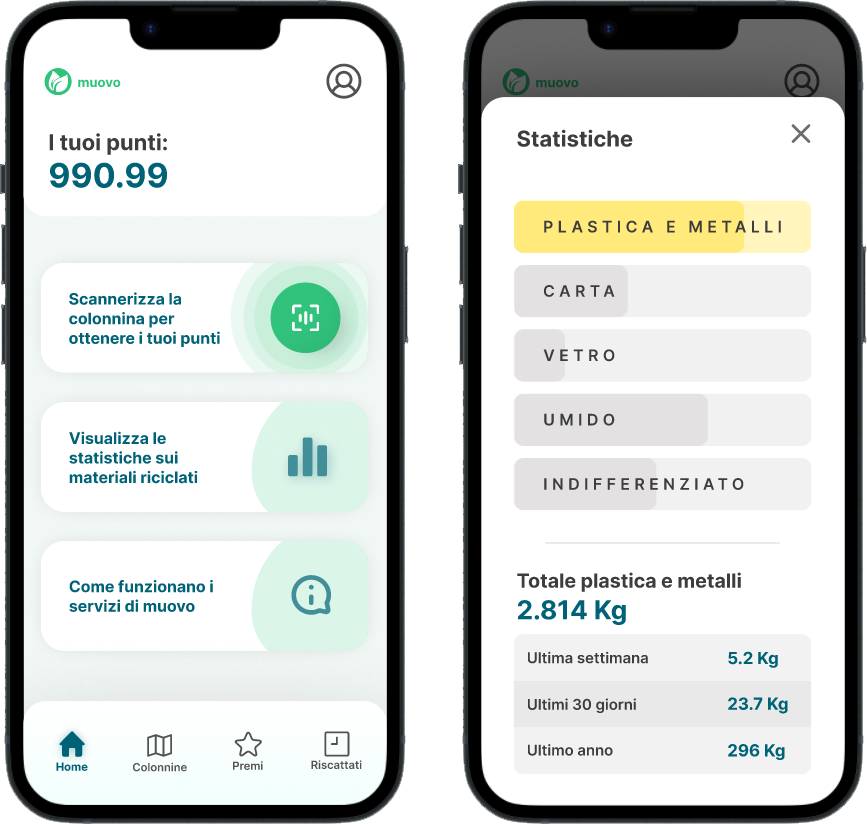 muovo
I tuoi punti:
990.99
Scannerizza la
colonnina per
ottenere i tuoi punti
Visualizza le
statistiche sui
materiali riciclati
Come funzionano i
servizi di muovo
Home
Colonnine
Premi
Riscattati
muovo
Statistiche
PLASTICA E METALLI
CARTA
VETRO
UMIDO
INDIFFERENZIATO
Totale plastica e metalli
2.814 Kg
Ultima settimana 5.2 Kg
Ultimi 30 giorni 23.7 Kg
Ultimo anno 296 Kg